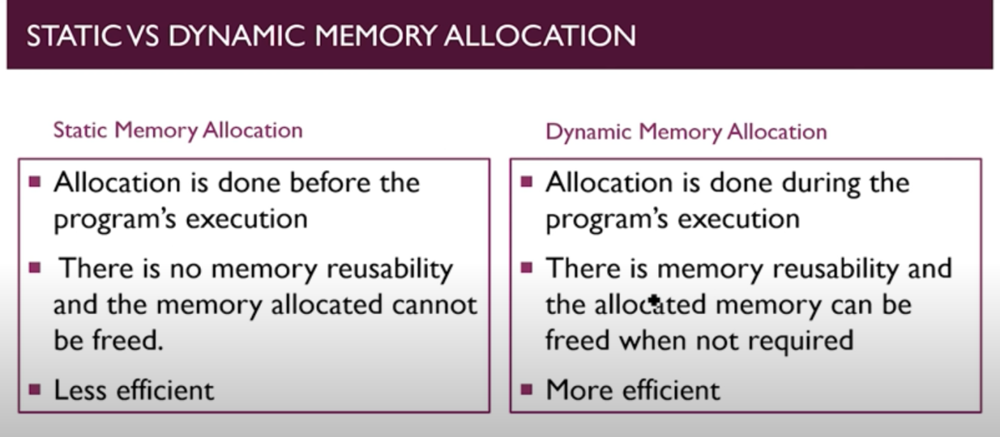 STATIC VS DYNAMIC MEMORY ALLOCATION
Static Memory Allocation
Allocation is done before the
program’s execution
There is no memory reusability
and the memory allocated cannot
be freed.
Less efficient
Dynamic Memory Allocation
Allocation is done during the
program’s execution
There is memory reusability and
the allocated memory can be
freed when not required
More efficient